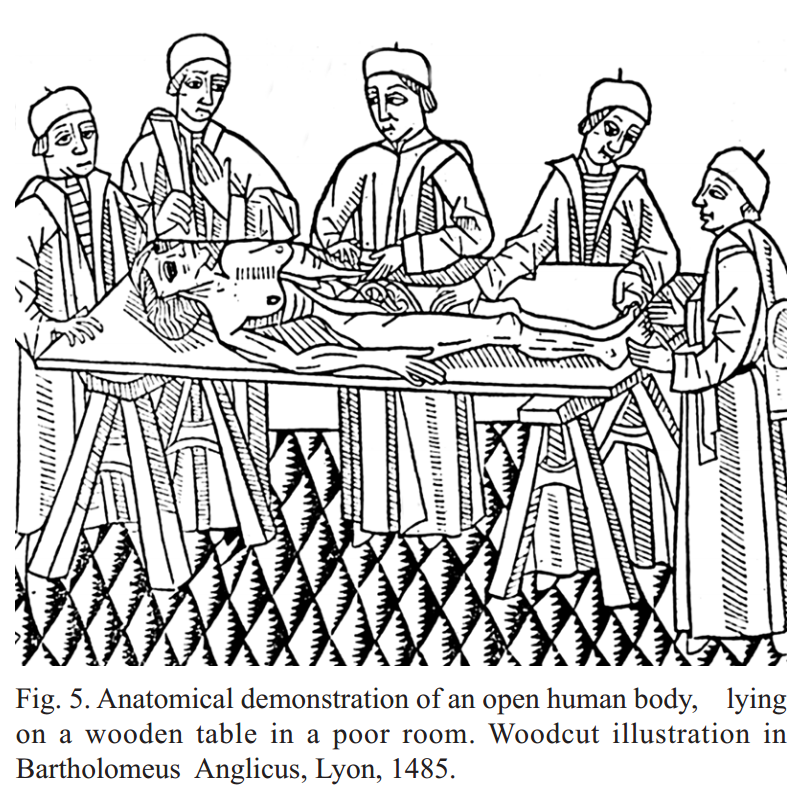 Fig. 5. Anatomical demonstration of an open human body, lying
on a wooden table in a poor room. Woodcut illustration in
Bartholomeus Anglicus, Lyon, 1485.